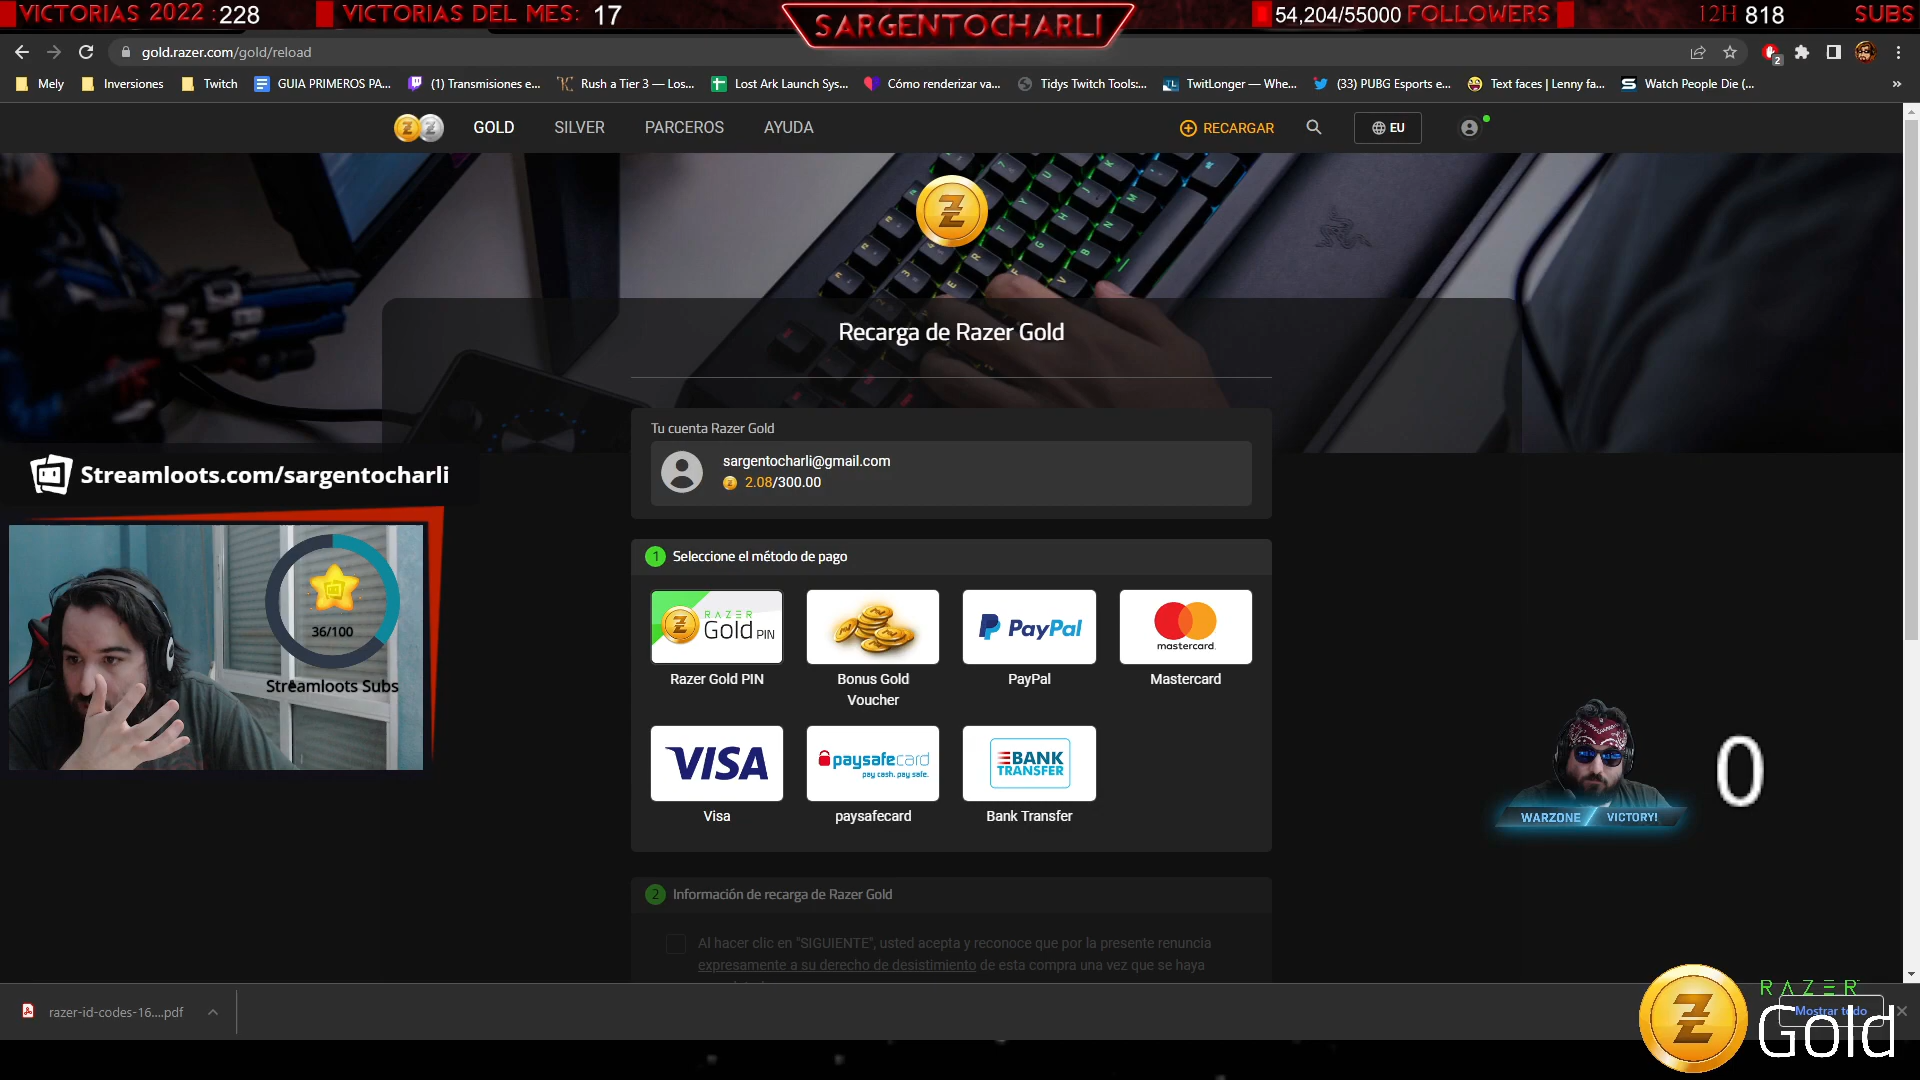 VICTORIAS 2022 : 228
VICTORIAS DEL MES: 17
SARGENTOCHARLI
54,204/55000 FOLLOWERS
12H 818
SUBS
gold.razer.com/gold/reload
2
Mely
Inversiones
Twitch
GUIA PRIMEROS PA...
(1) Transmisiones e...
Rush a Tier 3 — Los...
Lost Ark Launch Sys...
Cómo renderizar va...
Tidys Twitch Tools:...
TwitLonger — Whe...
(33) PUBG Esports e...
Text faces | Lenny fa...
Watch People Die (...
»
GOLD
SILVER
PARCEROS
AYUDA
RECARGAR
EU
Recarga de Razer Gold
Tu cuenta Razer Gold
sargentocharli@gmail.com
2.08/300.00
Streamloots.com/sargentocharli
36/100
Streamloots Subs
1 Seleccione el método de pago
RAZER
Gold PIN
PayPal
mastercard.
Razer Gold PIN
Bonus Gold
Voucher
PayPal
Mastercard
VISA
paysafecard
pay cash. pay safe.
BANK
TRANSFER
Visa
paysafecard
Bank Transfer
WARZONE VICTORY!
0
2 Información de recarga de Razer Gold
Al hacer clic en "SIGUIENTE", usted acepta y reconoce que por la presente renuncia
expresamente a su derecho de desistimiento de esta compra una vez que se haya
razer-id-codes-16....pdf
Mostrar todo
RAZER
Gold